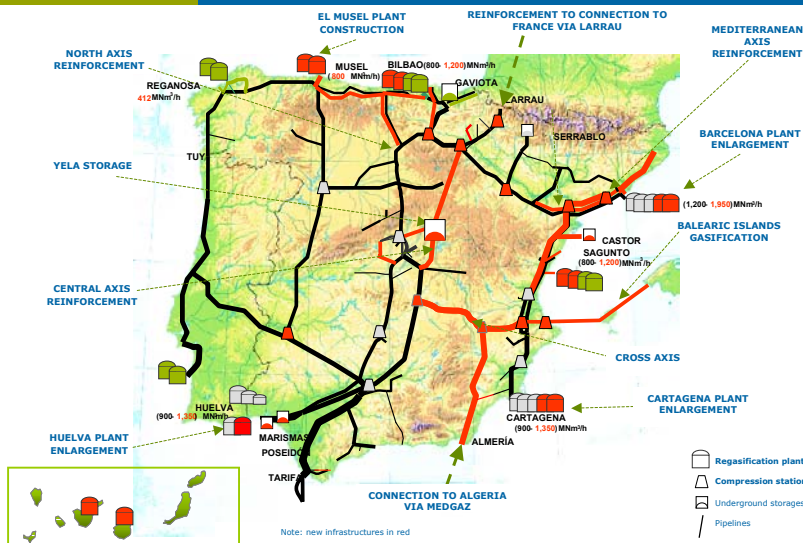 EL MUSEL PLANT
CONSTRUCTION
REINFORCEMENT TO CONNECTION TO
FRANCE VIA LARRAU
MEDITERRANEAN
AXIS
REINFORCEMENT
NORTH AXIS
REINFORCEMENT
MUSEL
(800 MNm³/h)
BILBAO(800- 1,200)MNm³/h
GAVIOTA
REGANOSA
412MNm³/h
LARRAU
SERRABLO
BARCELONA PLANT
ENLARGEMENT
TUY
YELA STORAGE
(1,200- 1,950)MNm³/h
BALEARIC ISLANDS
GASIFICATION
CASTOR
SAGUNTO
(800- 1,200)MNm³/h
CENTRAL AXIS
REINFORCEMENT
CROSS AXIS
HUELVA
(900- 1,350) MNm³/h
CARTAGENA PLANT
ENLARGEMENT
CARTAGENA
(900- 1,350)MNm³/h
HUELVA PLANT
ENLARGEMENT
MARISMAS
POSEIDÓN
ALMERÍA
TARIFA
CONNECTION TO ALGERIA
VIA MEDGAZ
Regasification plant
Compression station
Underground storages
Pipelines
Note: new infrastructures in red